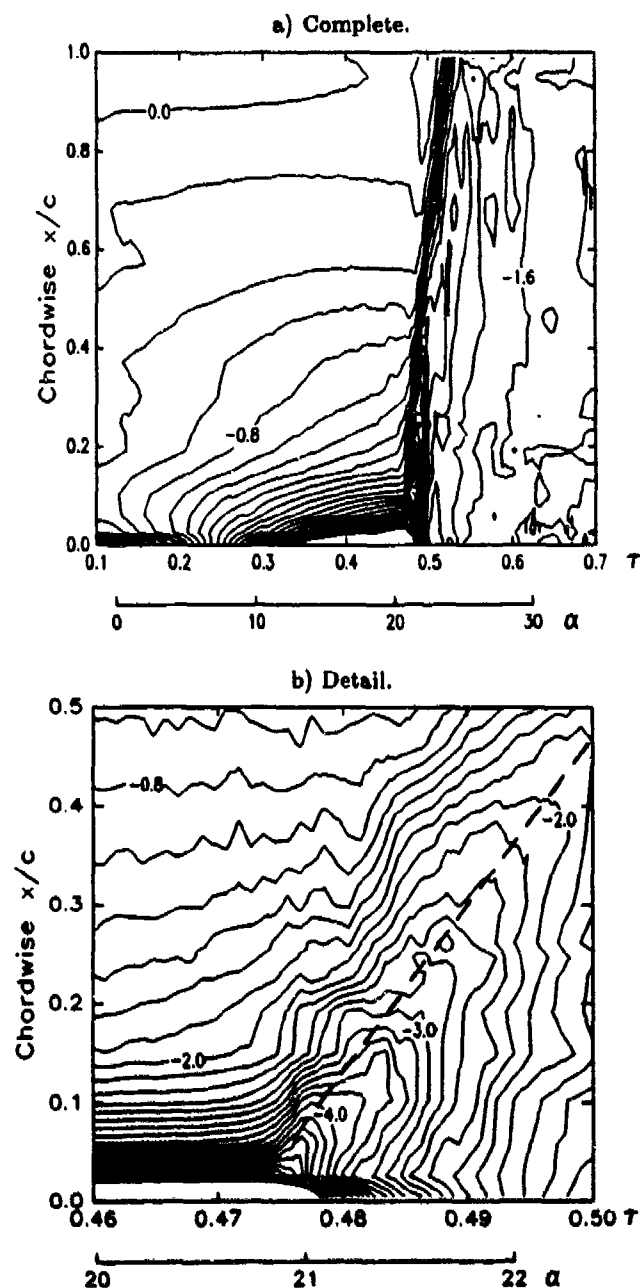 a) Complete.
1.0
0.8
0.6
0.4
0.2
0.0
Chordwise x/c
0.0
-0.8
-1.6
0.1 0.2 0.3 0.4 0.5 0.6 0.7 τ
0 10 20 30 α
b) Detail.
0.5
0.4
0.3
0.2
0.1
0.0
Chordwise x/c
-0.8
-2.0
-2.0
-3.0
-4.0
0.46 0.47 0.48 0.49 0.50 τ
20 21 22 α